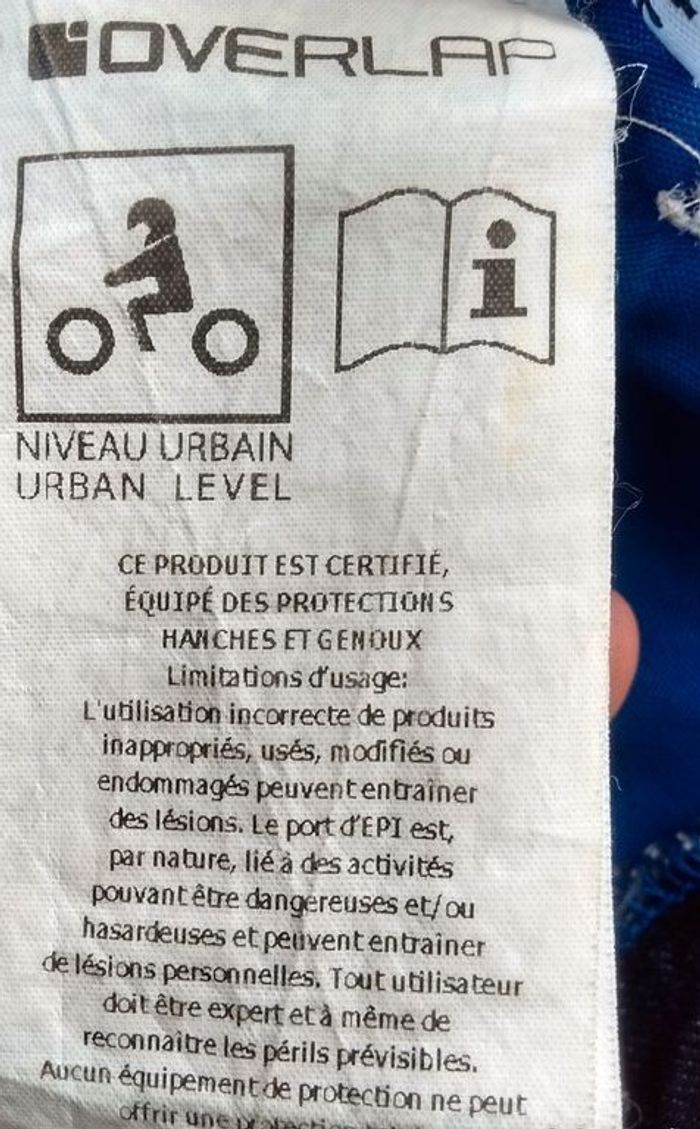 OVERLAP
i
NIVEAU URBAIN
URBAN LEVEL
CE PRODUIT EST CERTIFIÉ,
ÉQUIPÉ DES PROTECTIONS
HANCHES ET GENOUX
Limitations d'usage:
L'utilisation incorrecte de produits
inappropriés, usés, modifiés ou
endommagés peuvent entraîner
des lésions. Le port d'EPI est,
par nature, lié à des activités
pouvant être dangereuses et/ou
hasardeuses et peuvent entraîner
de lésions personnelles. Tout utilisateur
doit être expert et à même de
reconnaître les périls prévisibles.
Aucun équipement de protection ne peut
offrir une